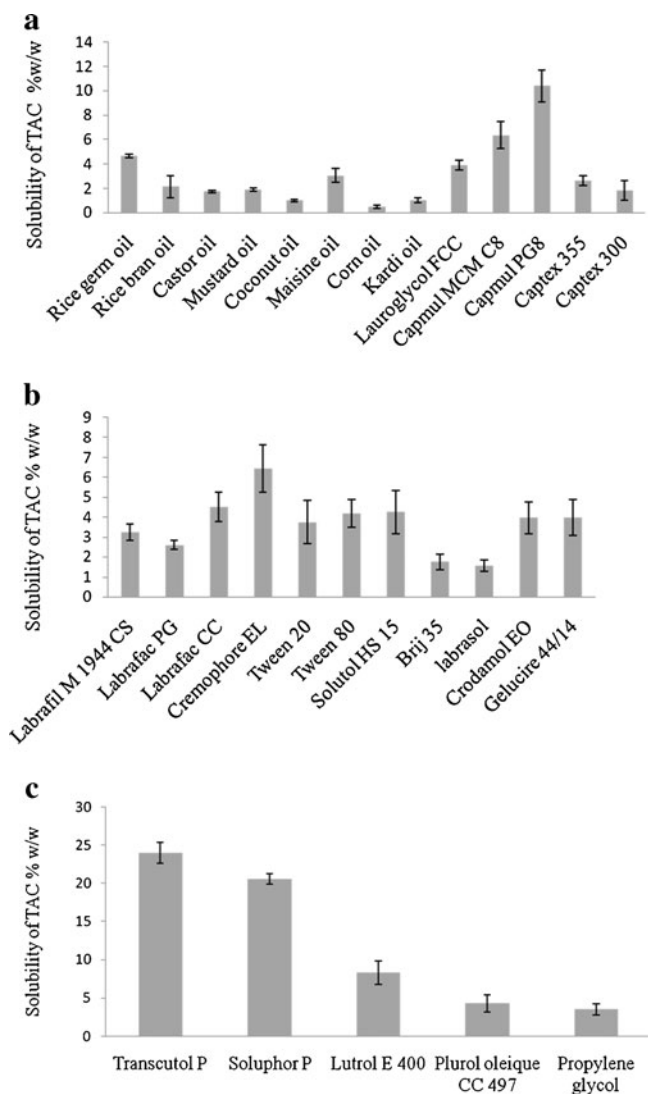 a
Solubility of TAC %w/w
14
12
10
8
6
4
2
0
Rice germ oil
Rice bran oil
Castor oil
Mustard oil
Coconut oil
Maisine oil
Corn oil
Kardi oil
Lauroglycol FCC
Capmul MCM C8
Capmul PG8
Captex 355
Captex 300
b
Solubility of TAC % w/w
9
8
7
6
5
4
3
2
1
0
Labrafil M 1944 CS
Labrafac PG
Labrafac CC
Cremophore EL
Tween 20
Tween 80
Solutol HS 15
Brij 35
labrasol
Crodamol EO
Gelucire 44/14
c
Solubility of TAC % w/w
30
25
20
15
10
5
0
Transcutol P
Soluphor P
Lutrol E 400
Plurol oleique
CC 497
Propylene
glycol